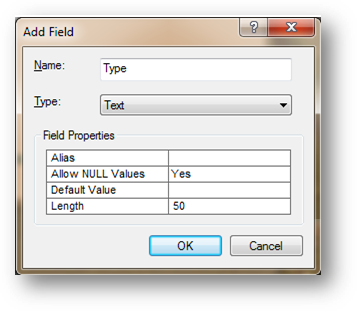 Add Field
?
Name: Type
Type: Text
Field Properties
Alias
Allow NULL Values Yes
Default Value
Length 50
OK Cancel